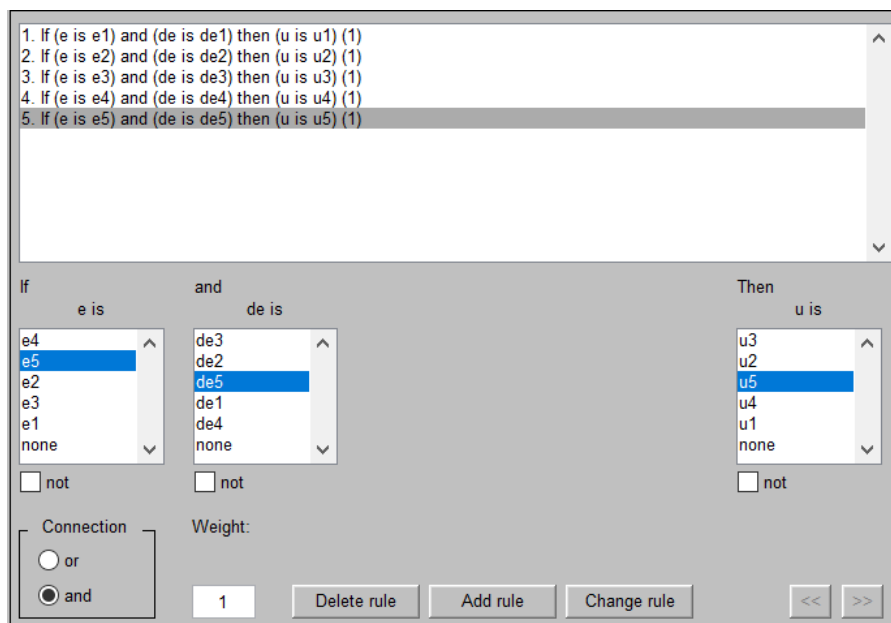 1. If (e is e1) and (de is de1) then (u is u1) (1)
2. If (e is e2) and (de is de2) then (u is u2) (1)
3. If (e is e3) and (de is de3) then (u is u3) (1)
4. If (e is e4) and (de is de4) then (u is u4) (1)
5. If (e is e5) and (de is de5) then (u is u5) (1)
If
and
Then
e is
de is
u is
e4
e5
e2
e3
e1
none
de3
de2
de5
de1
de4
none
u3
u2
u5
u4
u1
none
not
not
not
Connection
or
and
Weight:
1
Delete rule
Add rule
Change rule
<<
>>